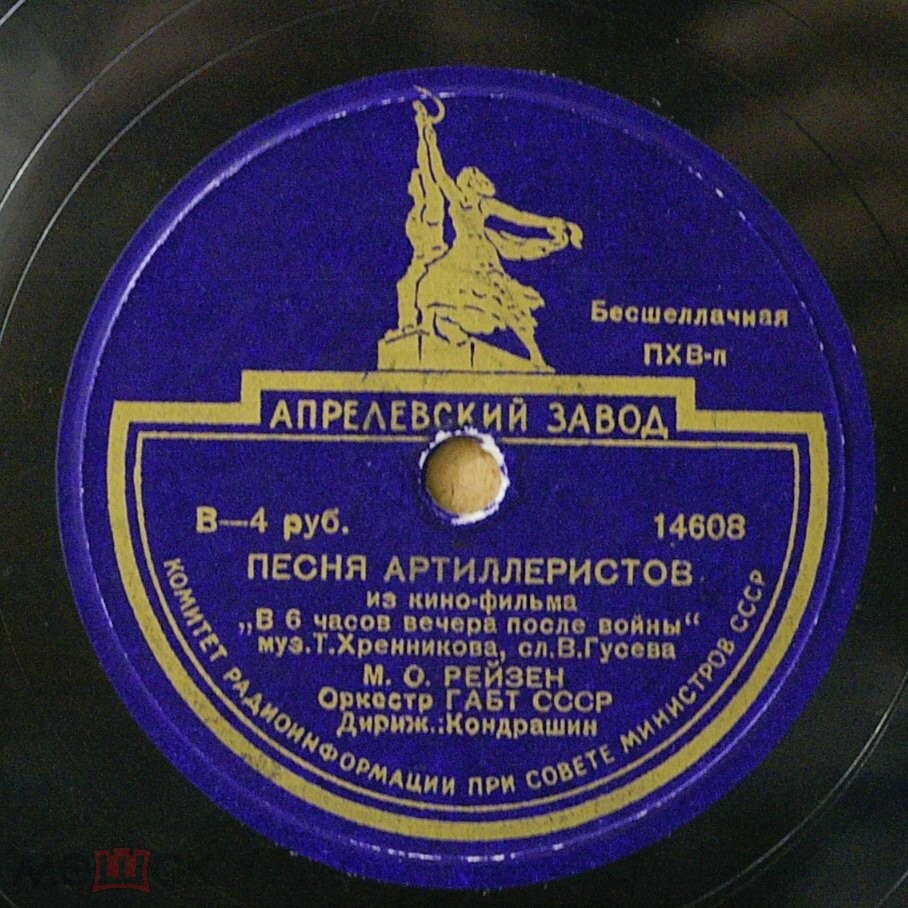 Бесшеллачная
ПХВ-п
АПРЕЛЕВСКИЙ ЗАВОД
В—4 руб. 14608
ПЕСНЯ АРТИЛЛЕРИСТОВ
из кино-фильма
„В 6 часов вечера после войны“
муз.Т.Хренникова, сл.В.Гусева
М. О. РЕЙЗЕН
Оркестр ГАБТ СССР
Дириж.:Кондрашин
КОМИТЕТ РАДИОИНФОРМАЦИИ ПРИ СОВЕТЕ МИНИСТРОВ СССР
мешок